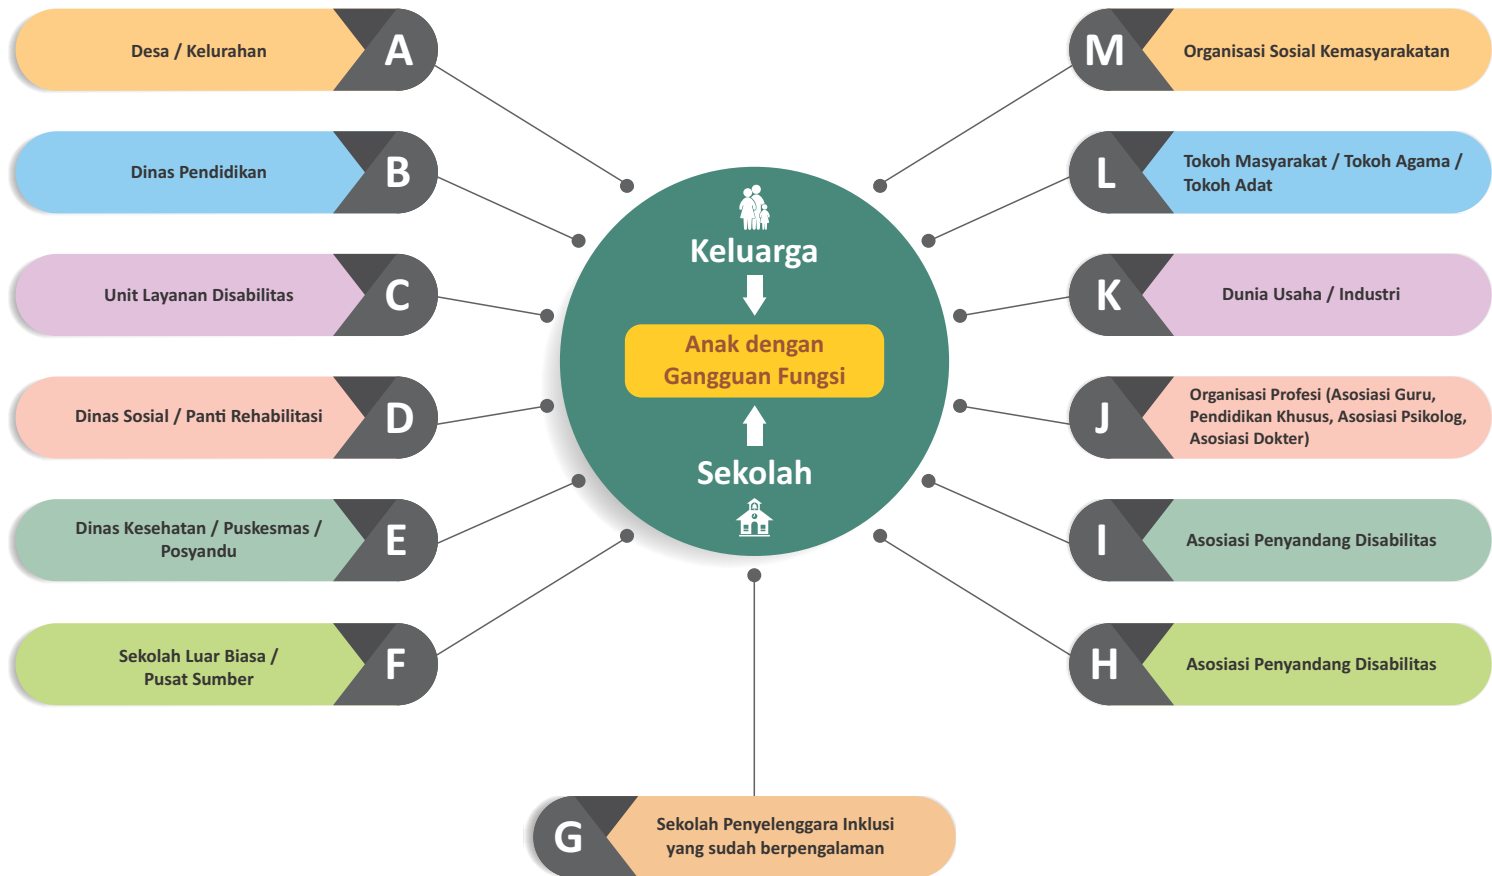 Desa / Kelurahan
A
Dinas Pendidikan
B
Unit Layanan Disabilitas
C
Dinas Sosial / Panti Rehabilitasi
D
Dinas Kesehatan / Puskesmas /
Posyandu
E
Sekolah Luar Biasa /
Pusat Sumber
F
Keluarga
Anak dengan
Gangguan Fungsi
Sekolah
G
Sekolah Penyelenggara Inklusi
yang sudah berpengalaman
M
Organisasi Sosial Kemasyarakatan
L
Tokoh Masyarakat / Tokoh Agama /
Tokoh Adat
K
Dunia Usaha / Industri
J
Organisasi Profesi (Asosiasi Guru,
Pendidikan Khusus, Asosiasi Psikolog,
Asosiasi Dokter)
I
Asosiasi Penyandang Disabilitas
H
Asosiasi Penyandang Disabilitas